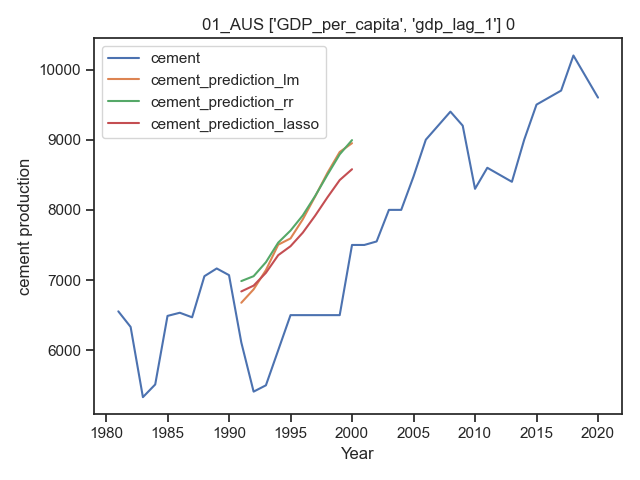 01_AUS ['GDP_per_capita', 'gdp_lag_1'] 0
cement
cement_prediction_lm
cement_prediction_rr
cement_prediction_lasso
cement production
10000
9000
8000
7000
6000
1980 1985 1990 1995 2000 2005 2010 2015 2020
Year